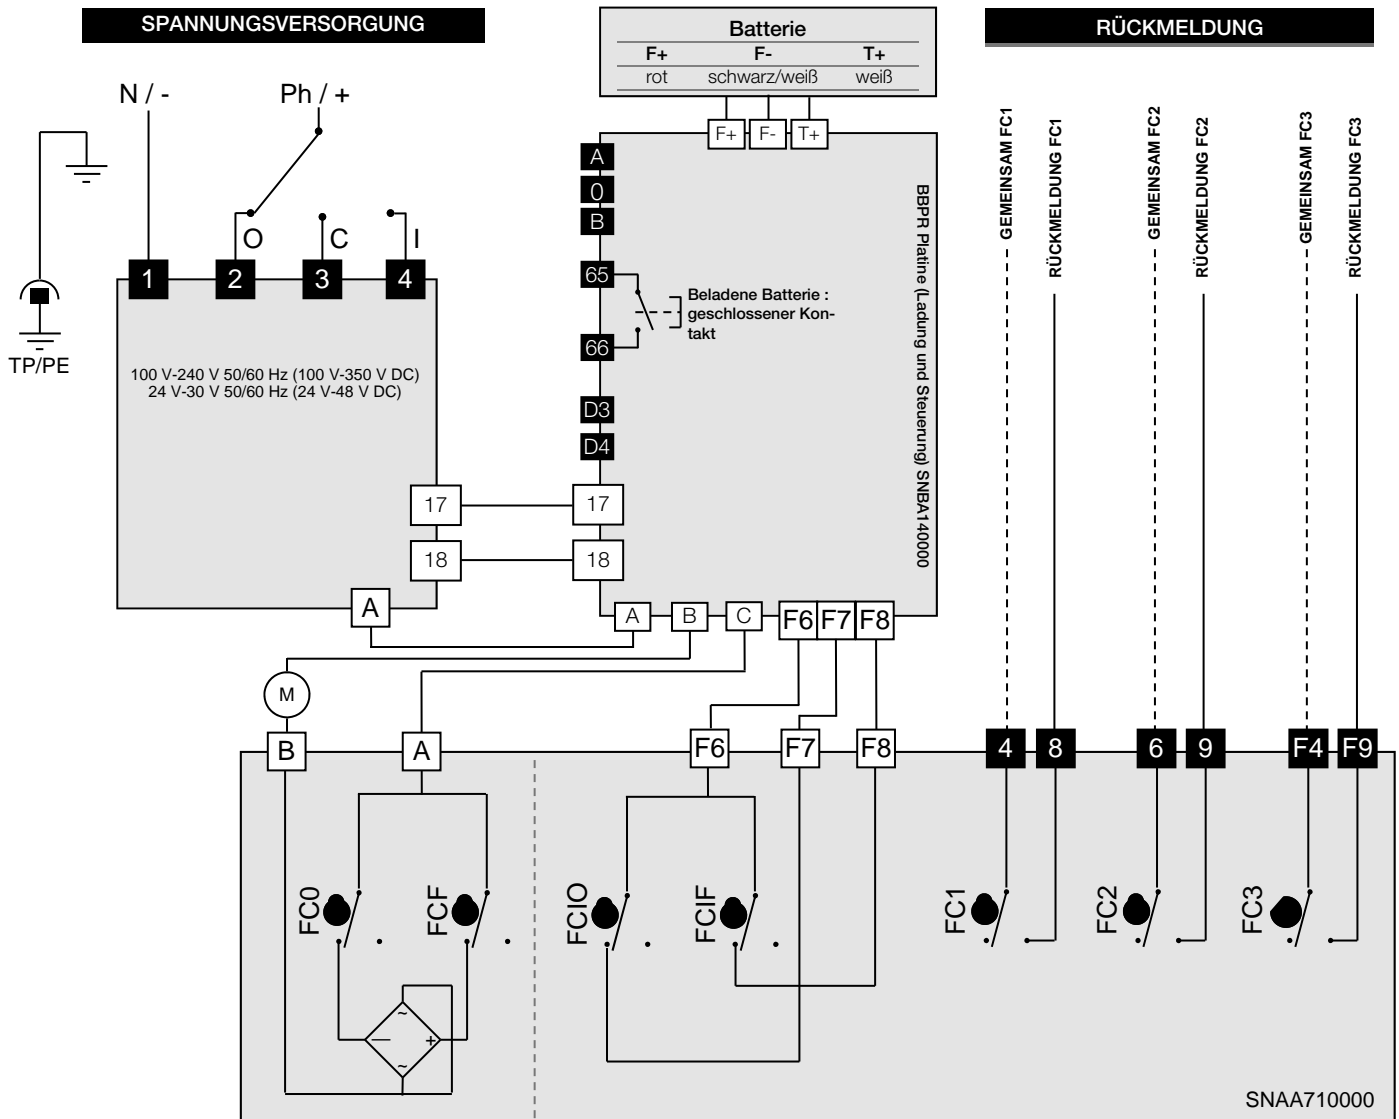 SPANNUNGSVERSORGUNG
Batterie
F+ F- T+
rot schwarz/weiß weiß
RÜCKMELDUNG
N / -
Ph / +
F+ F- T+
GEMEINSAM FC1
RÜCKMELDUNG FC1
GEMEINSAM FC2
RÜCKMELDUNG FC2
GEMEINSAM FC3
RÜCKMELDUNG FC3
A
0
B
65
66
D3
D4
Beladene Batterie :
geschlossener Kon-
takt
BBPR Platine (Ladung und Steuerung) SNBA140000
O C I
1 2 3 4
TP/PE
100 V-240 V 50/60 Hz (100 V-350 V DC)
24 V-30 V 50/60 Hz (24 V-48 V DC)
17 17
18 18
A
A B C F6 F7 F8
M
B A F6 F7 F8 4 8 6 9 F4 F9
FC0 FCF FCIO FCIF FC1 FC2 FC3
~
— +
~
SNAA710000